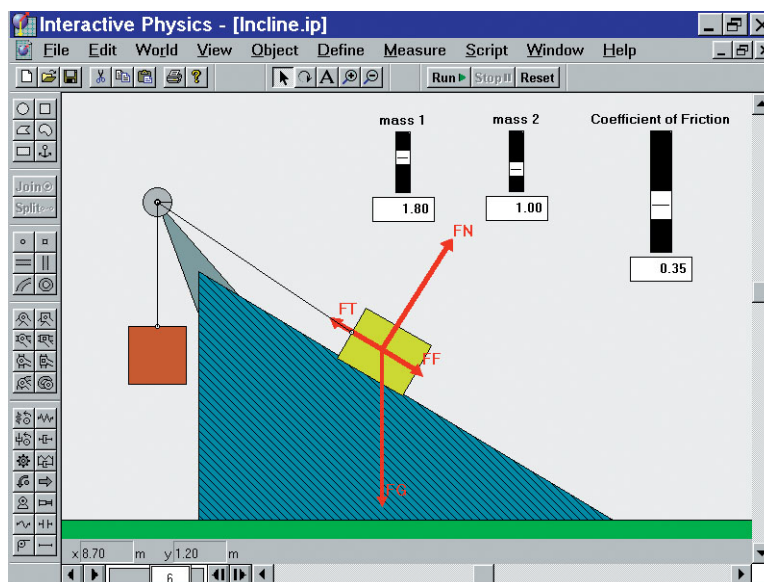 Interactive Physics - [Incline.ip]
File Edit World View Object Define Measure Script Window Help
A ? Run Stop Reset
mass 1 mass 2 Coefficient of Friction
1.80 1.00 0.35
Join
Split
FN
FT
FF
FG
x 8.70 m y 1.20 m
6